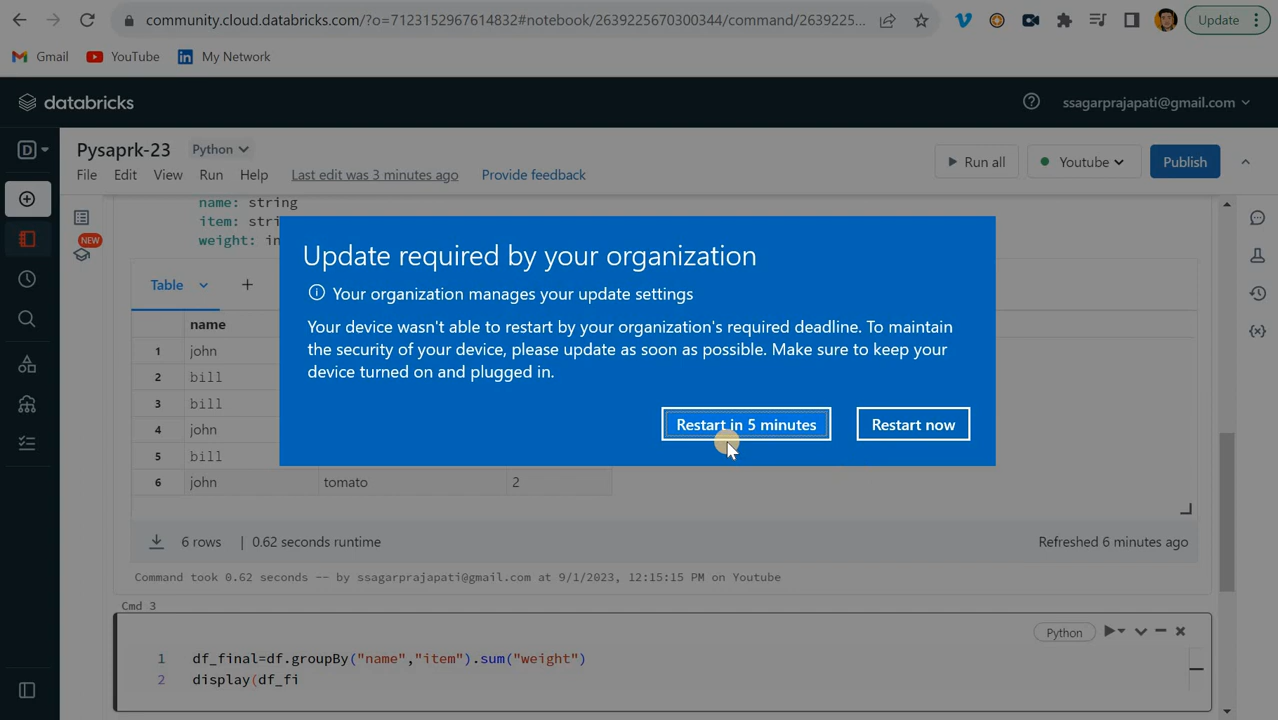 community.cloud.databricks.com/?o=7123152967614832#notebook/2639225670300344/command/263922５...
Update
Gmail
YouTube
My Network
databricks
ssagarprajapati@gmail.com
D
Pysaprk-23
Python
Run all
Youtube
Publish
File Edit View Run Help Last edit was 3 minutes ago Provide feedback
NEW
name: string
item: stri
weight: in
Update required by your organization
Your organization manages your update settings
Your device wasn't able to restart by your organization's required deadline. To maintain
the security of your device, please update as soon as possible. Make sure to keep your
device turned on and plugged in.
Restart in 5 minutes
Restart now
Table
name
1 john
2 bill
3 bill
4 john
5 bill
6 john tomato 2
6 rows | 0.62 seconds runtime
Refreshed 6 minutes ago
Command took 0.62 seconds -- by ssagarprajapati@gmail.com at 9/1/2023, 12:15:15 PM on Youtube
Cmd 3
Python
1 df_final=df.groupBy("name","item").sum("weight")
2 display(df_fi